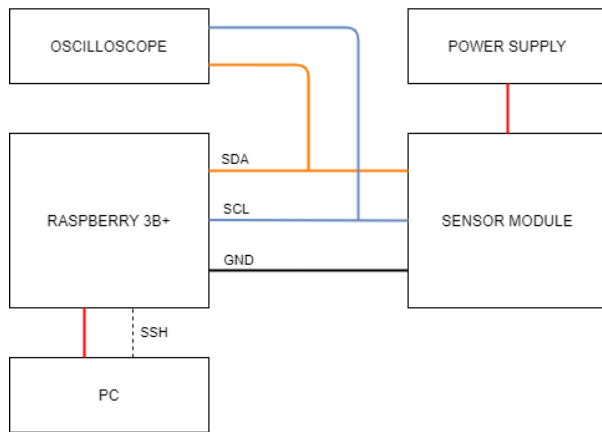 OSCILLOSCOPE
POWER SUPPLY
SDA
RASPBERRY 3B+
SCL
SENSOR MODULE
GND
SSH
PC